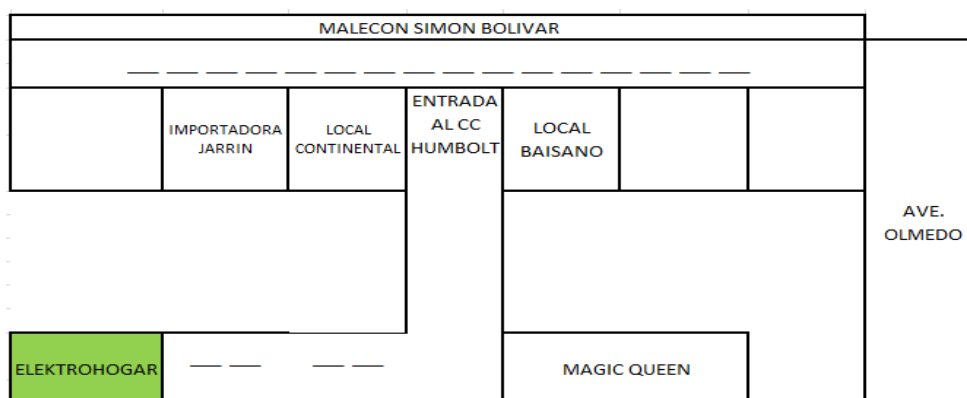 MALECON SIMON BOLIVAR
IMPORTADORA
JARRIN
LOCAL
CONTINENTAL
ENTRADA
AL CC
HUMBOLT
LOCAL
BAISANO
AVE.
OLMEDO
ELEKTROHOGAR
MAGIC QUEEN